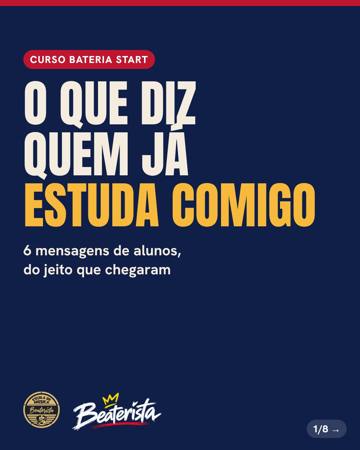 CURSO BATERIA START
O QUE DIZ
QUEM JÁ
ESTUDA COMIGO
6 mensagens de alunos,
do jeito que chegaram
Beaterista
1/8 →